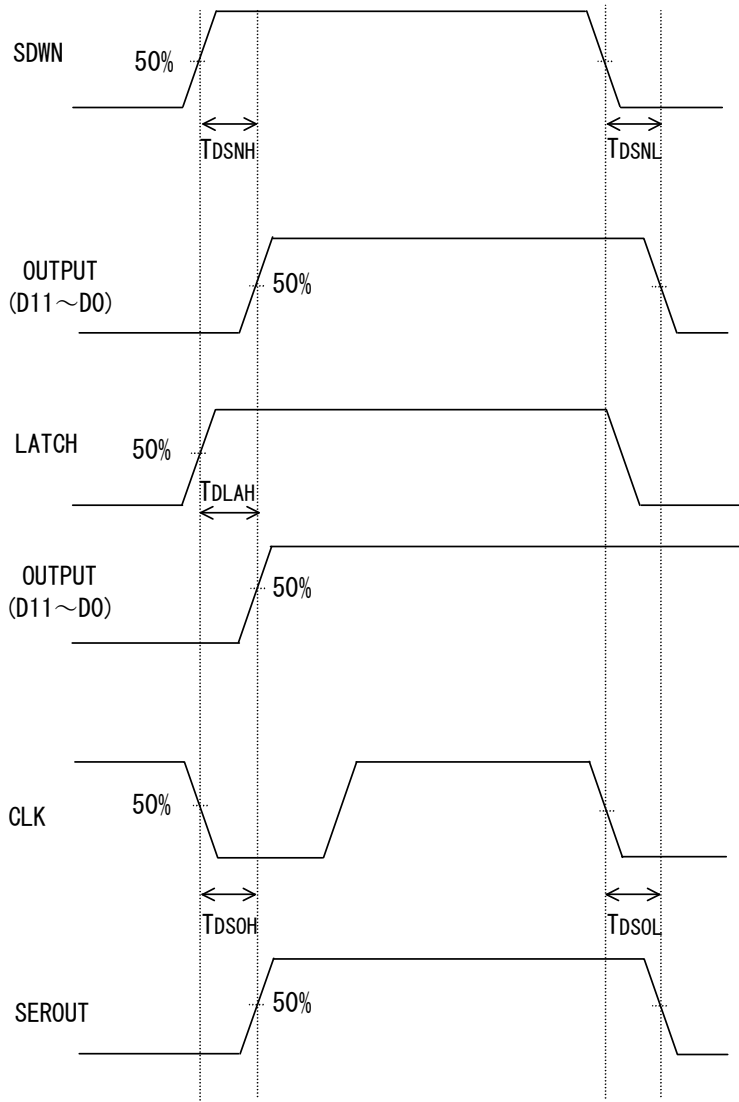 SDWN
50%
TDSNH
TDSNL
OUTPUT
(D11～D0)
50%
LATCH
50%
TDLAH
OUTPUT
(D11～D0)
50%
CLK
50%
TDSOH
TDSOL
SEROUT
50%